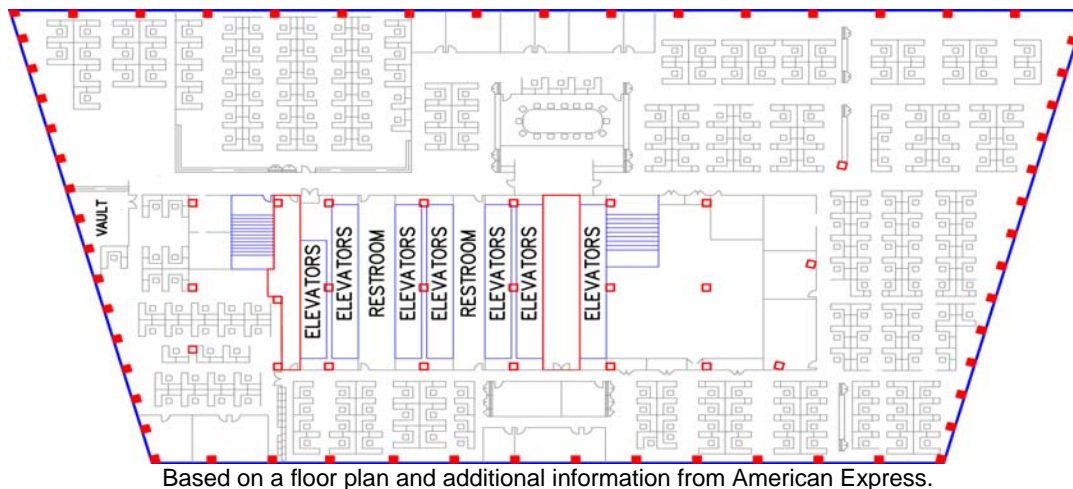 VAULT
ELEVATORS
ELEVATORS
RESTROOM
ELEVATORS
ELEVATORS
RESTROOM
ELEVATORS
ELEVATORS
ELEVATORS
Based on a floor plan and additional information from American Express.